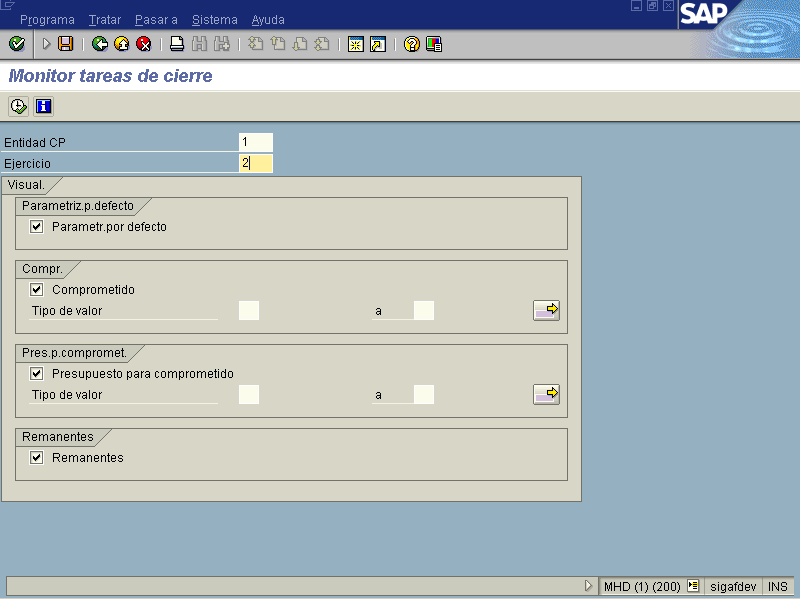 Programa Tratar Pasar a Sistema Ayuda
SAP
Monitor tareas de cierre
Entidad CP 1
Ejercicio 2
Visual.
Parametriz.p.defecto
Parametr.por defecto
Compr.
Comprometido
Tipo de valor a
Pres.p.compromet.
Presupuesto para comprometido
Tipo de valor a
Remanentes
Remanentes
MHD (1) (200) sigafdev INS